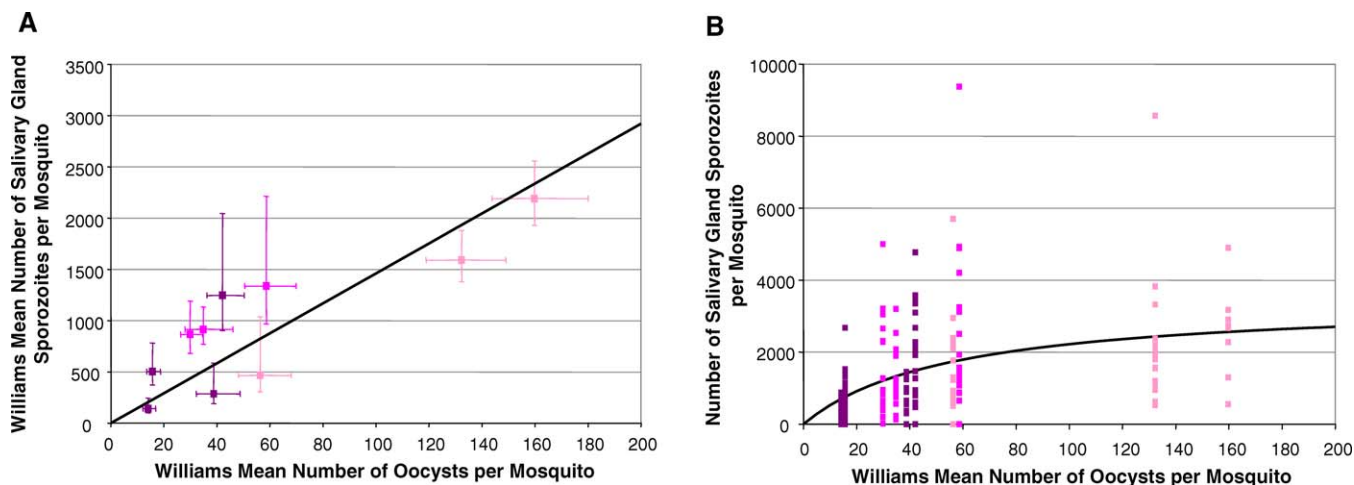 A
Williams Mean Number of Salivary Gland
Sporozoites per Mosquito
3500
3000
2500
2000
1500
1000
500
0
0 20 40 60 80 100 120 140 160 180 200
Williams Mean Number of Oocysts per Mosquito
B
Number of Salivary Gland Sporozoites
per Mosquito
10000
8000
6000
4000
2000
0
0 20 40 60 80 100 120 140 160 180 200
Williams Mean Number of Oocysts per Mosquito